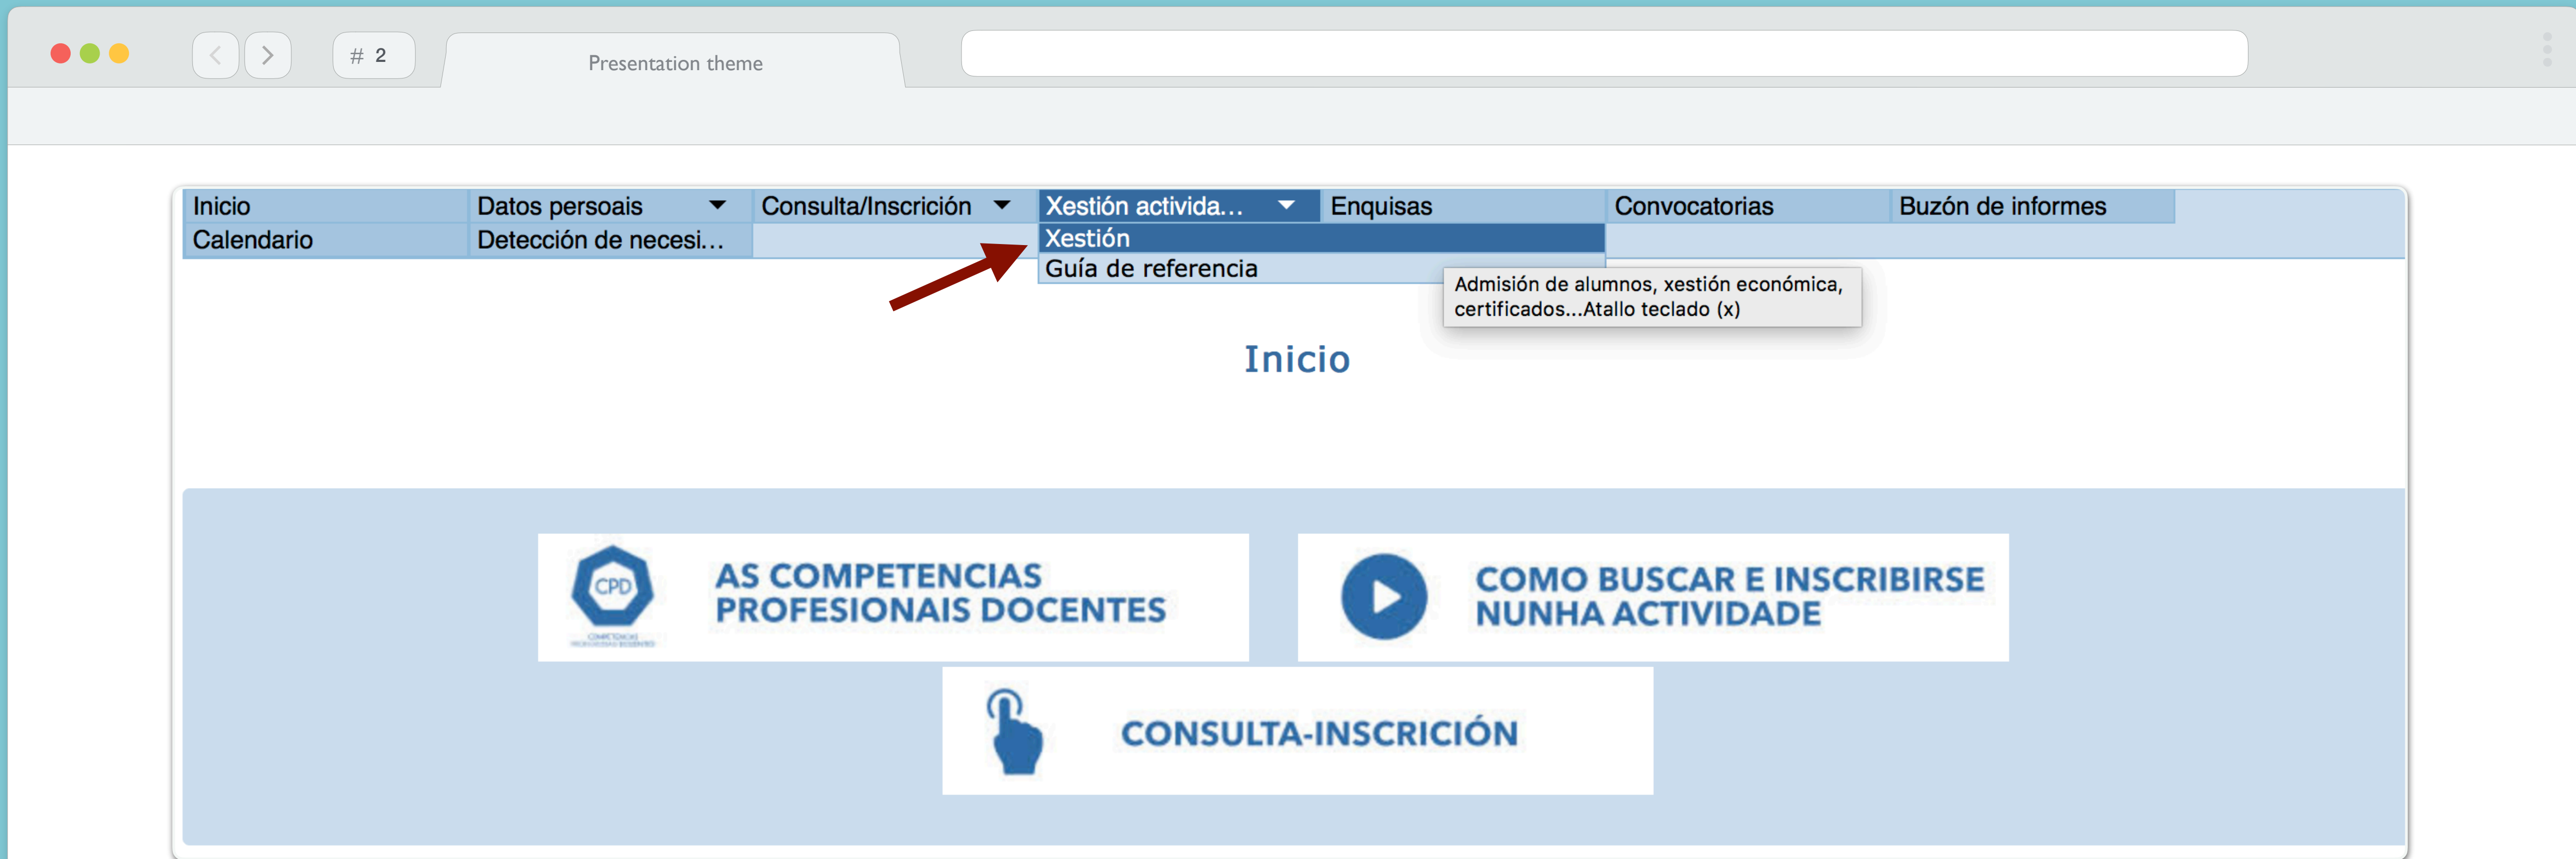 # 2
Presentation theme
Inicio
Datos persoais
Consulta/Inscrición
Xestión activida...
Enquisas
Convocatorias
Buzón de informes
Calendario
Detección de necesi...
Xestión
Guía de referencia
Admisión de alumnos, xestión económica,
certificados...Atallo teclado (x)
Inicio
CPD
AS COMPETENCIAS
PROFESIONAIS DOCENTES
COMO BUSCAR E INSCRIBIRSE
NUNHA ACTIVIDADE
CONSULTA-INSCRICIÓN